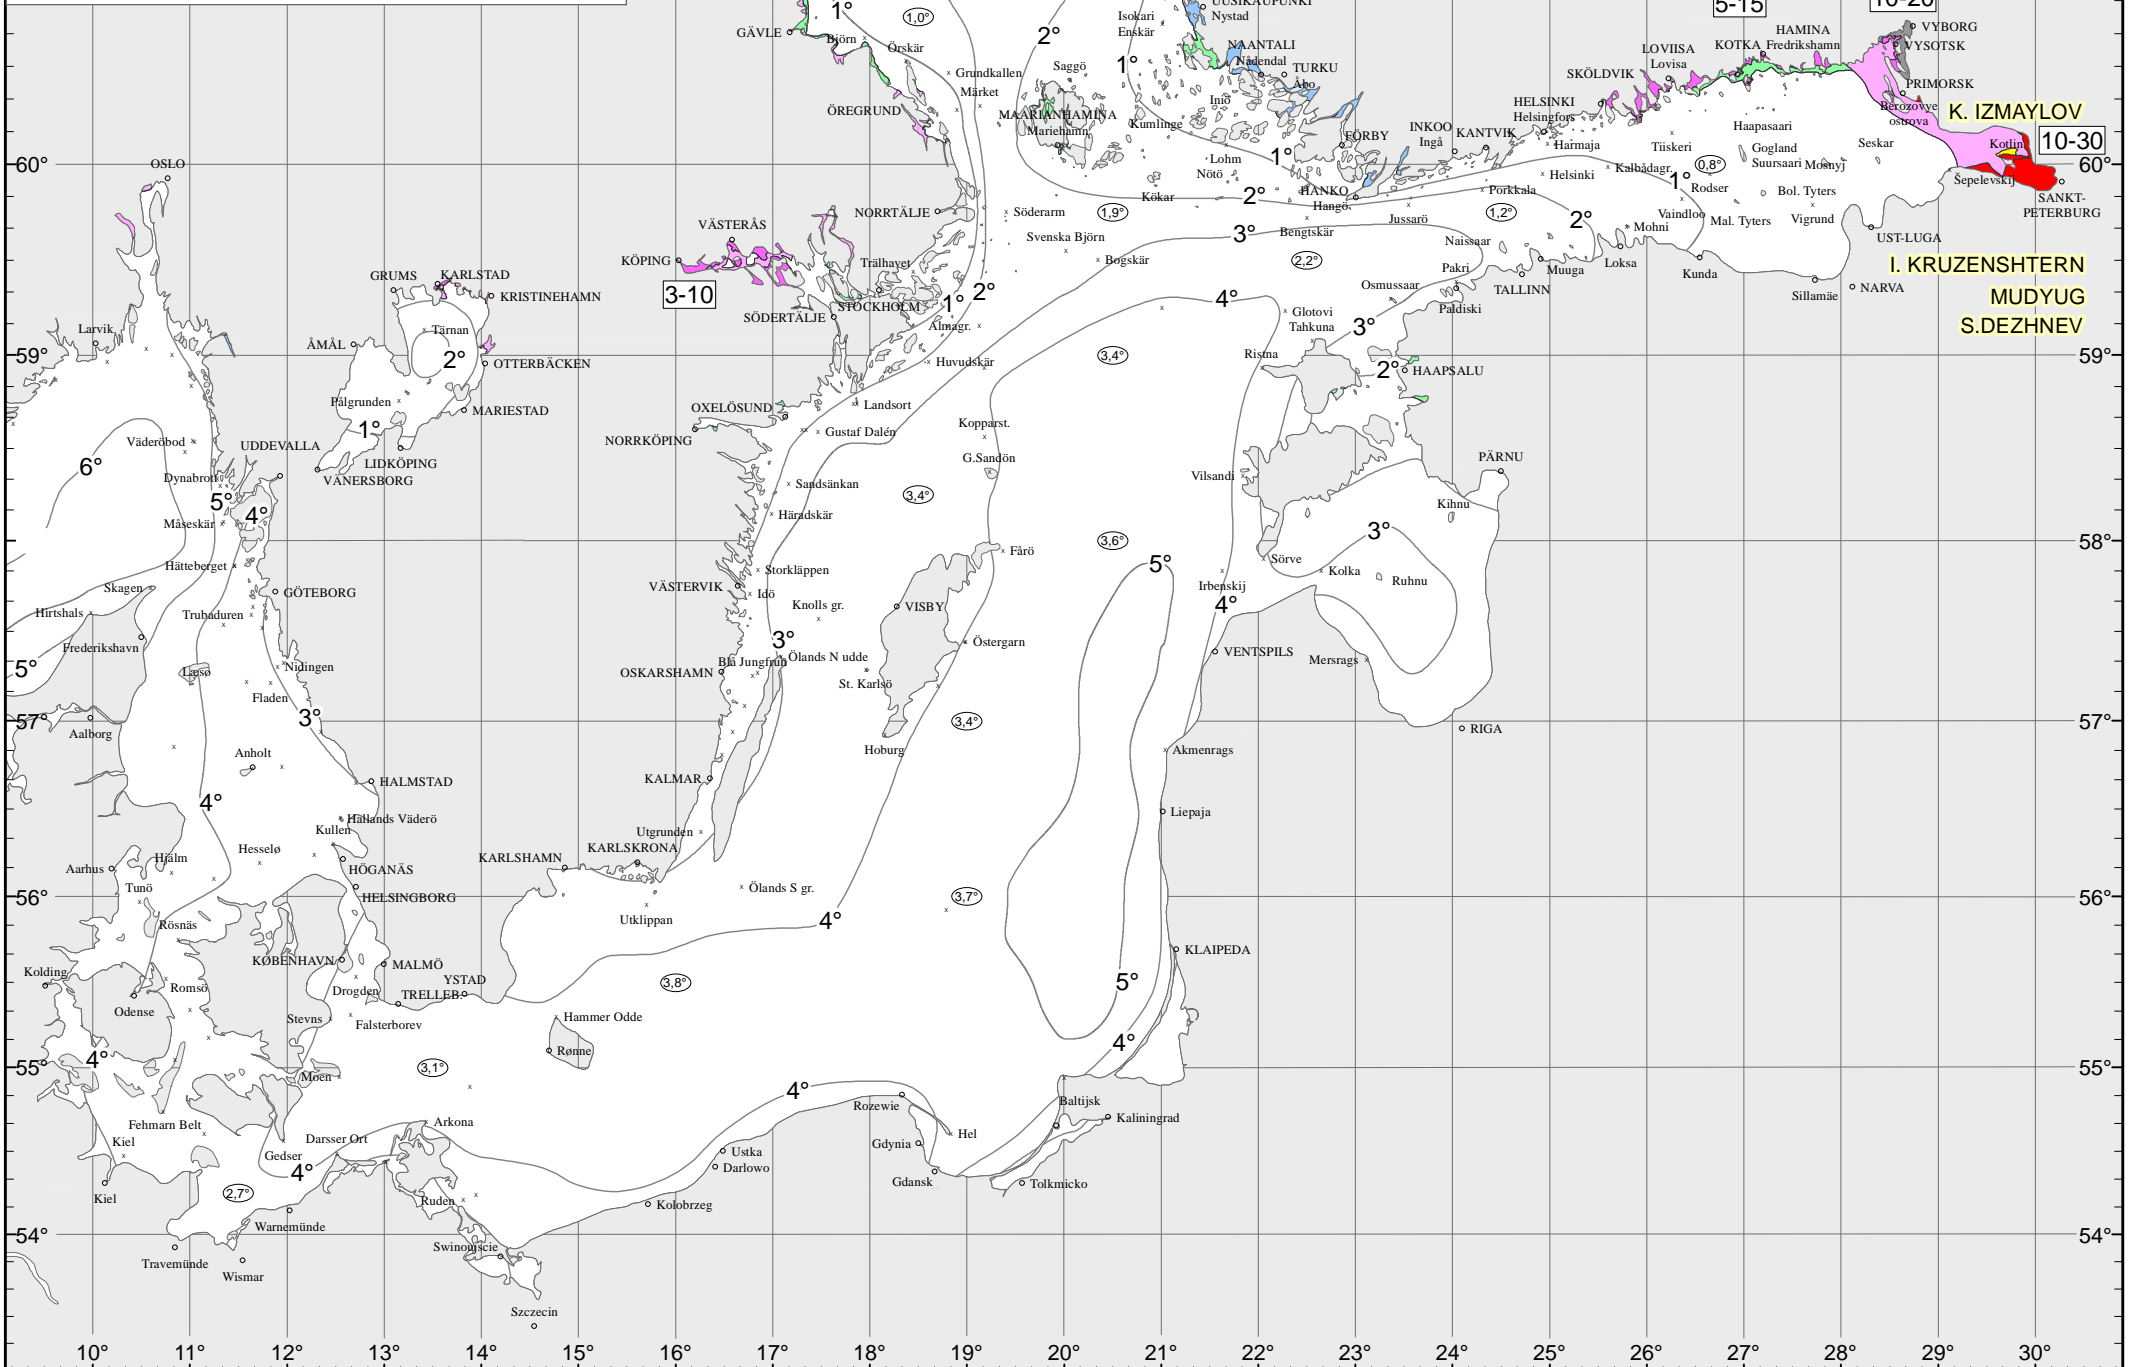 5-15
10-20
UUSIKAUPUNKI
Nystad
1°
1,0°
2°
Isokari
Enskär
GÄVLE
Björn
Örskär
1°
Grundkallen
Märket
Saggö
NAANTALI
Nådendal
TURKU
Åbo
SKÖLDVIK
LOVIISA
Lovisa
KOTKA
HAMINA
Fredrikshamn
VYBORG
VYSOTSK
PRIMORSK
Berözovye
ostrova
K. IZMAYLOV
ÖREGRUND
MAARIANHAMINA
Mariehamn
Kumlinge
Iniö
HELSINKI
Helsingfors
FÖRBY
INKOO
Ingå
KANTVIK
Harmaja
Haapasaari
Tiiskeri
Gogland
Suursaari
Mosnyj
Seskar
Kotlin
10-30
60°
OSLO
Lohm
Nötö
1°
Helsinki
Kalbådagr.
0,8°
1°
Rodser
Bol. Tyters
Šepelevskij
60°
SANKT-
PETERBURG
Kökar
2°
HANKO
Hangö
Porkkala
NORRTÄLJE
Söderarm
1,9°
Jussarö
1,2°
2°
Vaindloo
Mal. Tyters
Vigrund
UST-LUGA
VÄSTERÅS
Svenska Björn
3°
Bengtskär
Naissaar
Mohni
KÖPING
Trälhavet
Bogskär
2,2°
Pakri
Muuga
Loksa
Kunda
I. KRUZENSHTERN
GRUMS
KARLSTAD
KRISTINEHAMN
3-10
STOCKHOLM
1°
2°
4°
Osmussaar
TALLINN
Sillamäe
NARVA
MUDYUG
SÖDERTÄLJE
Almagr.
Glotovi
Tahkuna
3°
Paldiski
S.DEZHNEV
Larvik
Tärnan
ÅMÅL
59°
2°
OTTERBÄCKEN
Huvudskär
3,4°
Ristna
2°
HAAPSALU
59°
Pålgrunden
MARIESTAD
OXELÖSUND
Landsort
1°
NORRKÖPING
Gustaf Dalén
Kopparst.
Väderöbod
UDDEVALLA
LIDKÖPING
6°
G.Sandön
PÄRNU
Dynabrott
VÄNERSBORG
Sandsänkan
3,4°
Vilsandi
5°
4°
Måseskär
Häradskär
Kihnu
3°
Fårö
3,6°
58°
Hätteberget
Storkläppen
5°
Sörve
Kolka
Ruhnu
Skagen
GÖTEBORG
VÄSTERVIK
Idö
Irbenskij
Hirtshals
Trubaduren
Knolls gr.
VISBY
4°
Frederikshavn
3°
Östergarn
5°
Læsø
Nidingen
OSKARSHAMN
Blå Jungfrun
Ölands N udde
VENTSPILS
Mersrags
Fladen
St. Karlsö
57°
3°
3,4°
57°
Aalborg
RIGA
Anholt
Hoburg
Akmenrags
HALMSTAD
KALMAR
4°
Hallands Väderö
Kullen
Liepaja
Utgrunden
Hesselø
KARLSHAMN
KARLSKRONA
Hjälm
Aarhus
HÖGANÄS
Tunö
HELSINGBORG
Ölands S gr.
56°
3,7°
56°
Utklippan
4°
Rösnäs
KØBENHAVN
MALMÖ
KLAIPEDA
Kolding
YSTAD
3,8°
5°
Romsö
Drogden
TRELLEB.
Odense
Stevns
Falsterborev
Hammer Odde
4°
4°
Rønne
55°
Moen
3,1°
55°
4°
Rozewie
Baltijsk
Kaliningrad
Fehmarn Belt
Arkona
Hel
Kiel
Darsser Ort
Gdynia
Gedser
Ustka
Darlowo
4°
Gdansk
Tolkmicko
Kiel
2,7°
Ruden
Kolobrzeg
Warnemünde
54°
54°
Swinoujscie
Travemünde
Wismar
Szczecin
10° 11° 12° 13° 14° 15° 16° 17° 18° 19° 20° 21° 22° 23° 24° 25° 26° 27° 28° 29° 30°